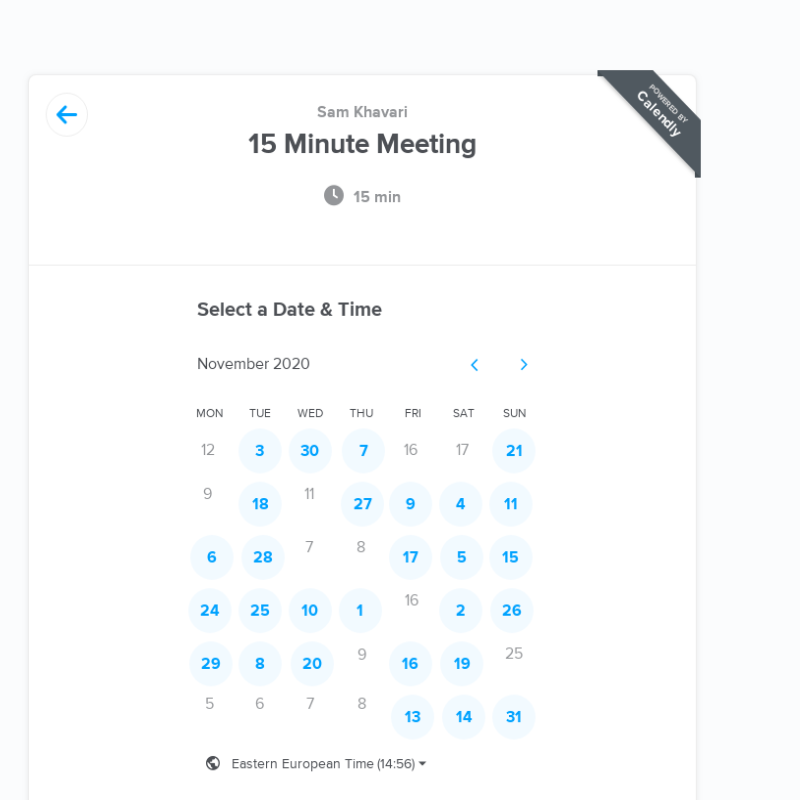 POWERED BY
Calendly
Sam Khavari
15 Minute Meeting
15 min
Select a Date & Time
November 2020
MON TUE WED THU FRI SAT SUN
12 3 30 7 16 17 21
9 18 11 27 9 4 11
6 28 7 8 17 5 15
24 25 10 1 16 2 26
29 8 20 9 16 19 25
5 6 7 8 13 14 31
Eastern European Time (14:56)